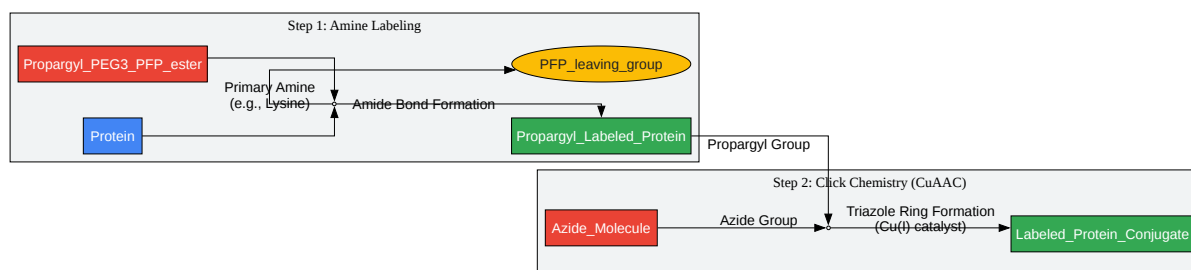 Step 1: Amine Labeling
Propargyl_PEG3_PFP_ester
PFP_leaving_group
Primary Amine
(e.g., Lysine)
Amide Bond Formation
Protein
Propargyl_Labeled_Protein
Propargyl Group
Step 2: Click Chemistry (CuAAC)
Azide_Molecule
Azide Group
Triazole Ring Formation
(Cu(I) catalyst)
Labeled_Protein_Conjugate